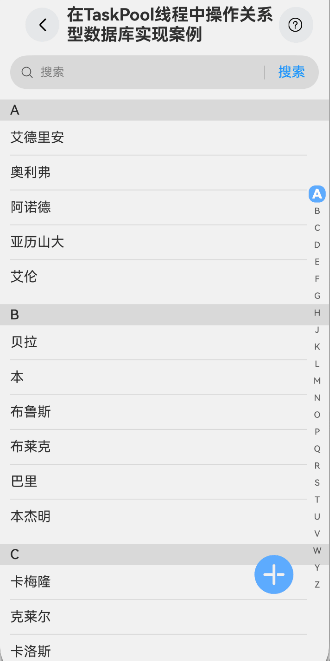 在TaskPool线程中操作关系
型数据库实现案例
搜索
搜索
A
艾德里安
奥利弗
阿诺德
亚历山大
艾伦
B
贝拉
本
布鲁斯
布莱克
巴里
本杰明
C
卡梅隆
克莱尔
卡洛斯
A
B
C
D
E
F
G
H
J
K
L
M
N
O
P
Q
R
S
T
U
V
W
Y
Z